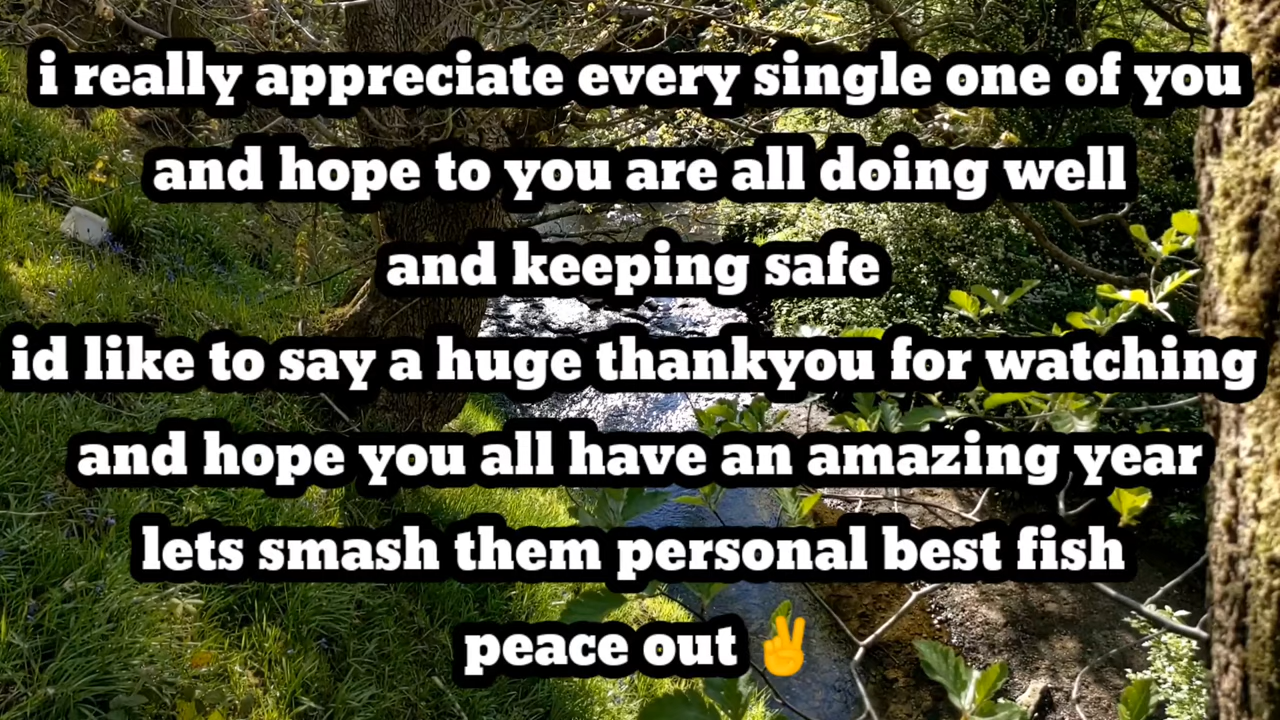 i really appreciate every single one of you
and hope to you are all doing well
and keeping safe
id like to say a huge thankyou for watching
and hope you all have an amazing year
lets smash them personal best fish
peace out ✌